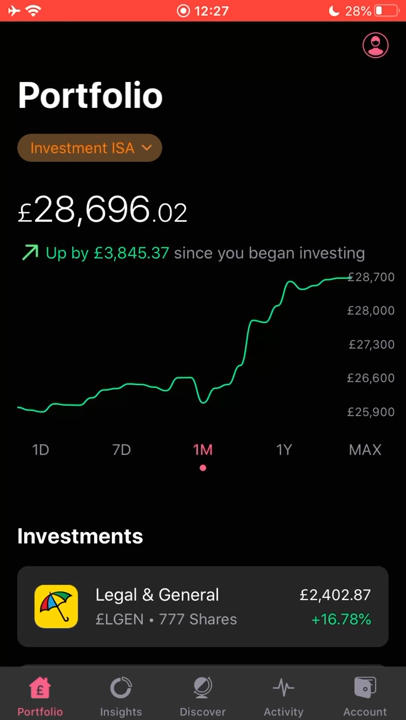 12:27
28%
Portfolio
Investment ISA
£28,696.02
Up by £3,845.37 since you began investing
£28,700
£28,000
£27,300
£26,600
£25,900
1D 7D 1M 1Y MAX
Investments
Legal & General £2,402.87
£LGEN • 777 Shares +16.78%
£
Portfolio Insights Discover Activity Account